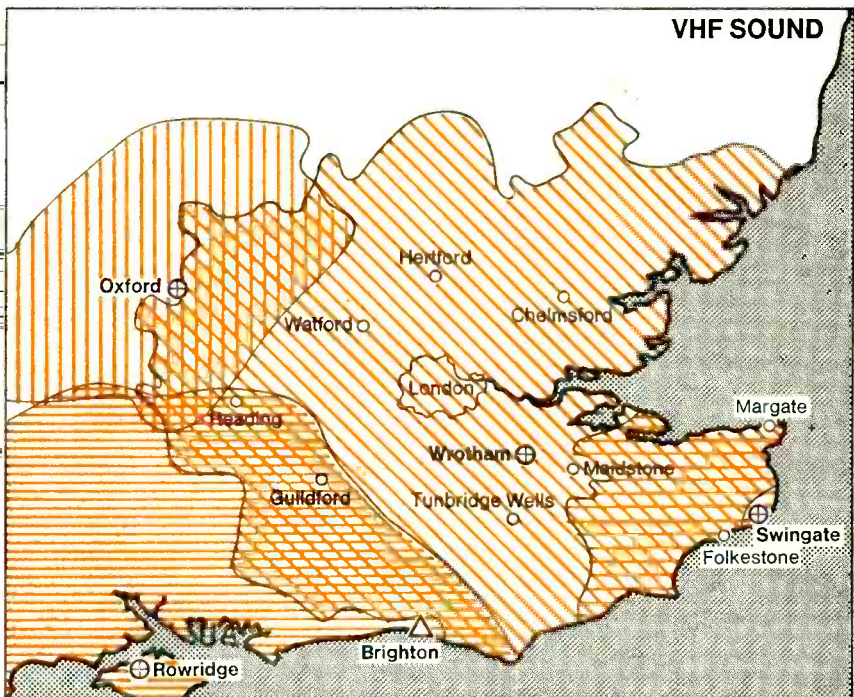 VHF SOUND
Hertford
Oxford
Chelmsford
Watford
London
Reading
Margate
Wrotham
Maidstone
Guildford
Tunbridge Wells
Swingate
Folkestone
Brighton
Rowridge